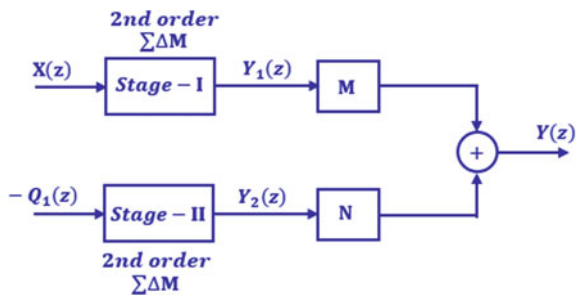 2nd order
∑ΔM
X(z)
Stage − I
Y₁(z)
M
+
Y(z)
− Q₁(z)
Stage − II
Y₂(z)
N
2nd order
∑ΔM